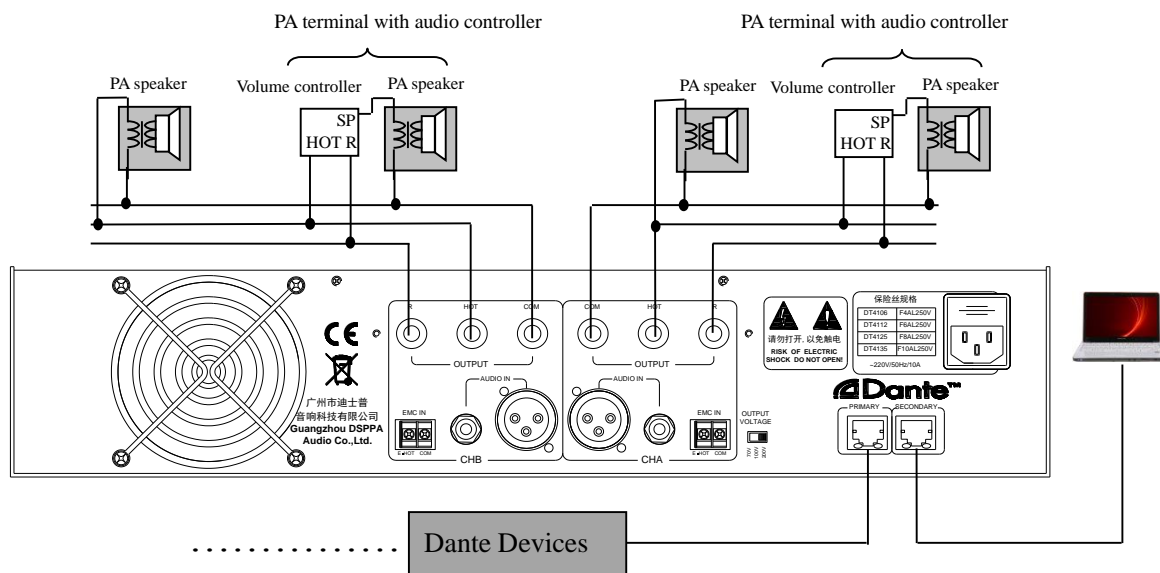 PA terminal with audio controller
PA terminal with audio controller
PA speaker
Volume controller
PA speaker
PA speaker
Volume controller
PA speaker
SP
HOT R
SP
HOT R
R
HOT
COM
COM
HOT
R
OUTPUT
OUTPUT
AUDIO IN
AUDIO IN
EMC IN
EMC IN
E.HOT COM
E.HOT COM
CHB
CHA
OUTPUT
VOLTAGE
70V
100V
200V
CE
广州市迪士普
音响科技有限公司
Guangzhou DSPPA
Audio Co.,Ltd.
请勿打开,以免触电
RISK OF ELECTRIC
SHOCK DO NOT OPEN!
保险丝规格
DT4106 F4AL250V
DT4112 F6AL250V
DT4125 F8AL250V
DT4135 F10AL250V
~220V/50Hz/10A
Dante™
PRIMARY
SECONDARY
Dante Devices